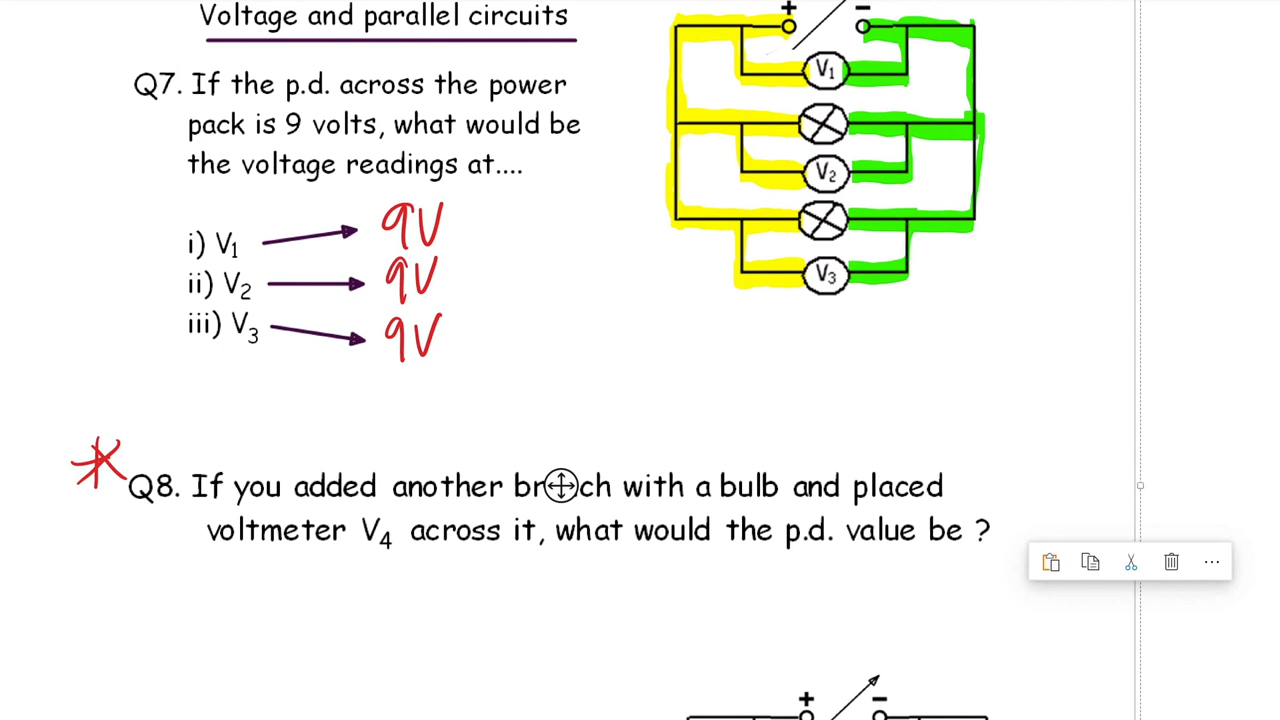 Voltage and parallel circuits
Q7. If the p.d. across the power
pack is 9 volts, what would be
the voltage readings at....
i) V₁ 9V
ii) V₂ 9V
iii) V₃ 9V
+ -
V₁
V₂
V₃
Q8. If you added another br ch with a bulb and placed
voltmeter V₄ across it, what would the p.d. value be ?
...
+ -